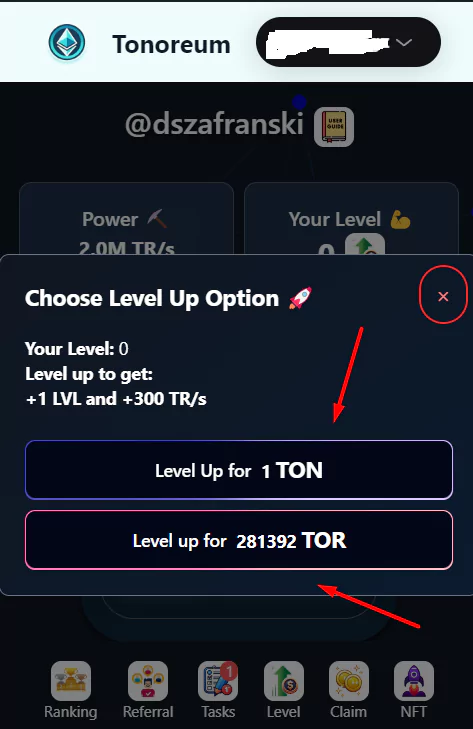 Tonoreum
@dszafranski
USER
GUIDE
Power
Your Level
2.0M TR/s
0
Choose Level Up Option
×
Your Level: 0
Level up to get:
+1 LVL and +300 TR/s
Level Up for 1 TON
Level up for 281392 TOR
1
Ranking Referral Tasks Level Claim NFT